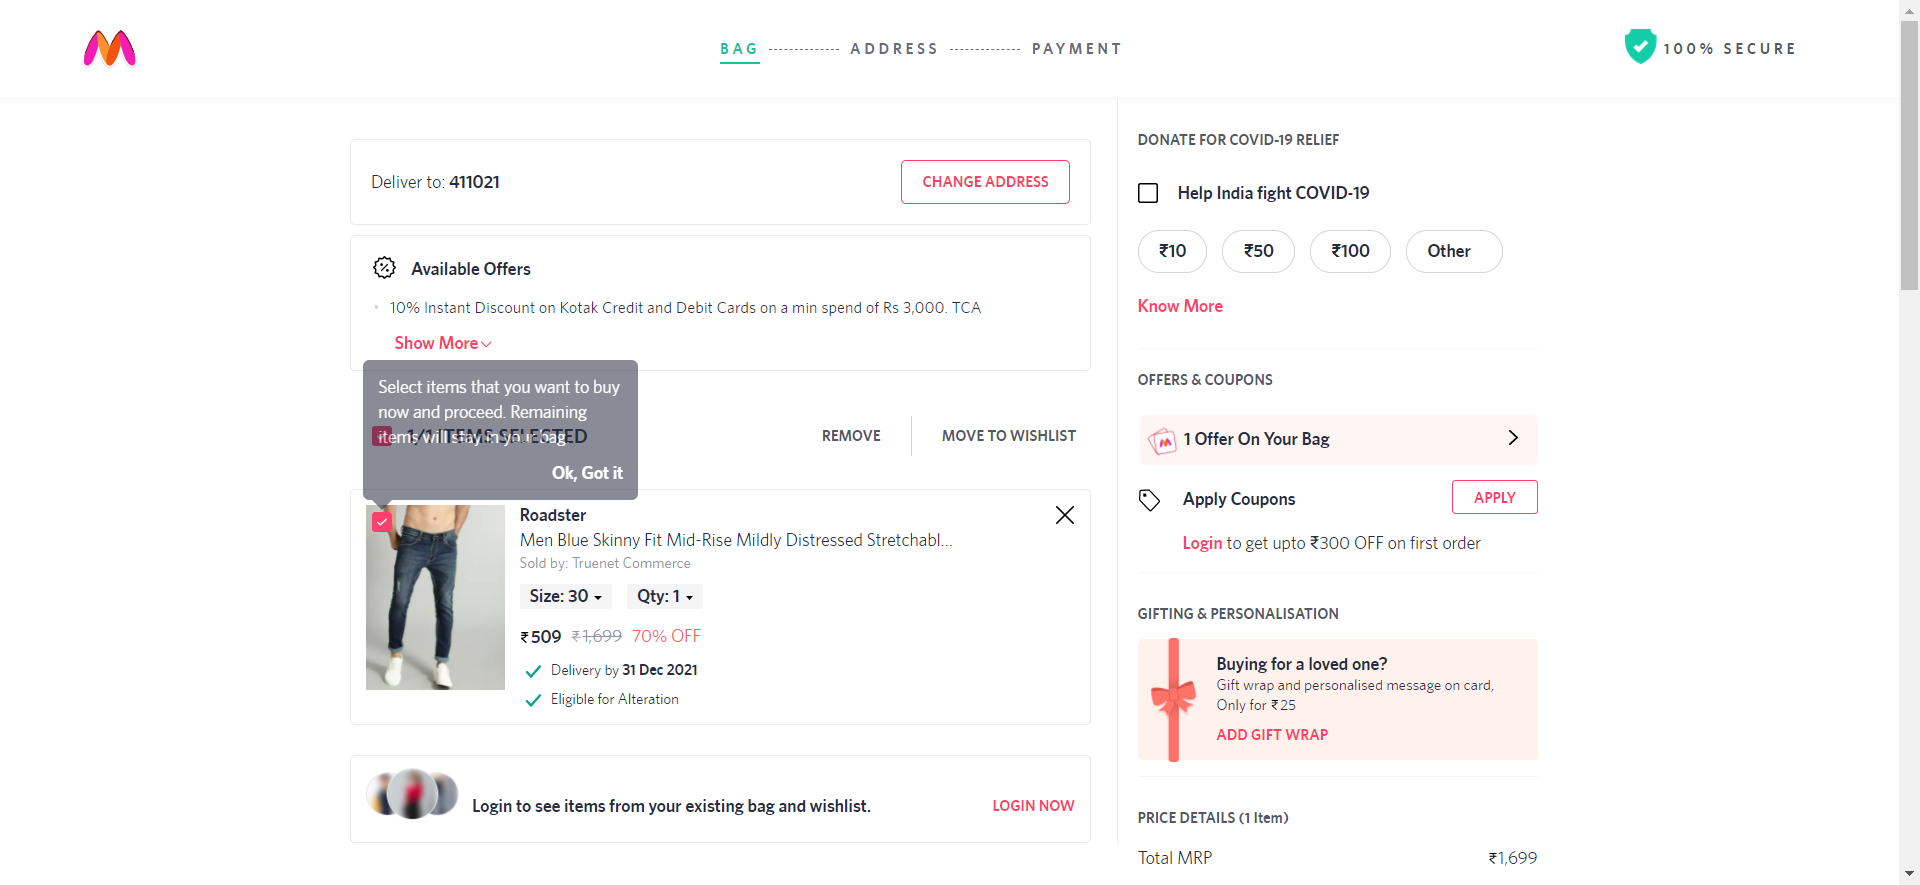 BAG ADDRESS PAYMENT
100% SECURE
Deliver to: 411021
CHANGE ADDRESS
Available Offers
10% Instant Discount on Kotak Credit and Debit Cards on a min spend of Rs 3,000. TCA
Show More
Select items that you want to buy
now and proceed. Remaining
items will stay in your bag
1/1 ITEMS SELECTED
Ok, Got it
REMOVE
MOVE TO WISHLIST
Roadster
Men Blue Skinny Fit Mid-Rise Mildly Distressed Stretchabl...
Sold by: Truenet Commerce
Size: 30 Qty: 1
₹509 ₹1,699 70% OFF
Delivery by 31 Dec 2021
Eligible for Alteration
Login to see items from your existing bag and wishlist.
LOGIN NOW
DONATE FOR COVID-19 RELIEF
Help India fight COVID-19
₹10 ₹50 ₹100 Other
Know More
OFFERS & COUPONS
1 Offer On Your Bag
Apply Coupons
APPLY
Login to get upto ₹300 OFF on first order
GIFTING & PERSONALISATION
Buying for a loved one?
Gift wrap and personalised message on card,
Only for ₹25
ADD GIFT WRAP
PRICE DETAILS (1 Item)
Total MRP ₹1,699